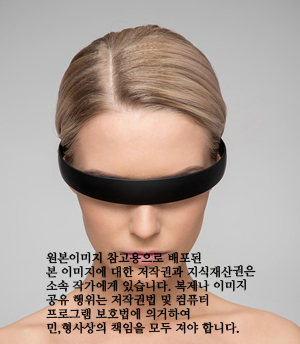 원본이미지 참고용으로 배포된
본 이미지에 대한 저작권과 지식재산권은
소속 작가에게 있습니다. 복제나 이미지
공유 행위는 저작권법 및 컴퓨터
프로그램 보호법에 의거하여
민,형사상의 책임을 모두 져야 합니다.